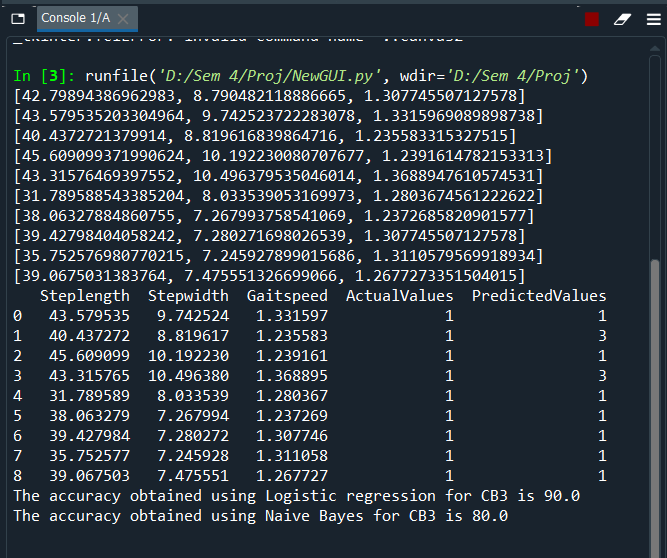 Console 1/A
In [3]: runfile('D:/Sem 4/Proj/NewGUI.py', wdir='D:/Sem 4/Proj')
[42.79894386962983, 8.790482118886665, 1.307745507127578]
[43.579535203304964, 9.742523722283078, 1.3315969089898738]
[40.4372721379914, 8.819616839864716, 1.235583315327515]
[45.609099371990624, 10.192230080707677, 1.2391614782153313]
[43.31576469397552, 10.496379535046014, 1.3688947610574531]
[31.789588543385204, 8.033539053169973, 1.2803674561222622]
[38.06327884860755, 7.267993758541069, 1.2372685820901577]
[39.42798404058242, 7.280271698026539, 1.307745507127578]
[35.752576980770215, 7.245927899015686, 1.3110579569918934]
[39.0675031383764, 7.475551326699066, 1.2677273351504015]
Steplength Stepwidth Gaitspeed ActualValues PredictedValues
0 43.579535 9.742524 1.331597 1 1
1 40.437272 8.819617 1.235583 1 3
2 45.609099 10.192230 1.239161 1 1
3 43.315765 10.496380 1.368895 1 3
4 31.789589 8.033539 1.280367 1 1
5 38.063279 7.267994 1.237269 1 1
6 39.427984 7.280272 1.307746 1 1
7 35.752577 7.245928 1.311058 1 1
8 39.067503 7.475551 1.267727 1 1
The accuracy obtained using Logistic regression for CB3 is 90.0
The accuracy obtained using Naive Bayes for CB3 is 80.0